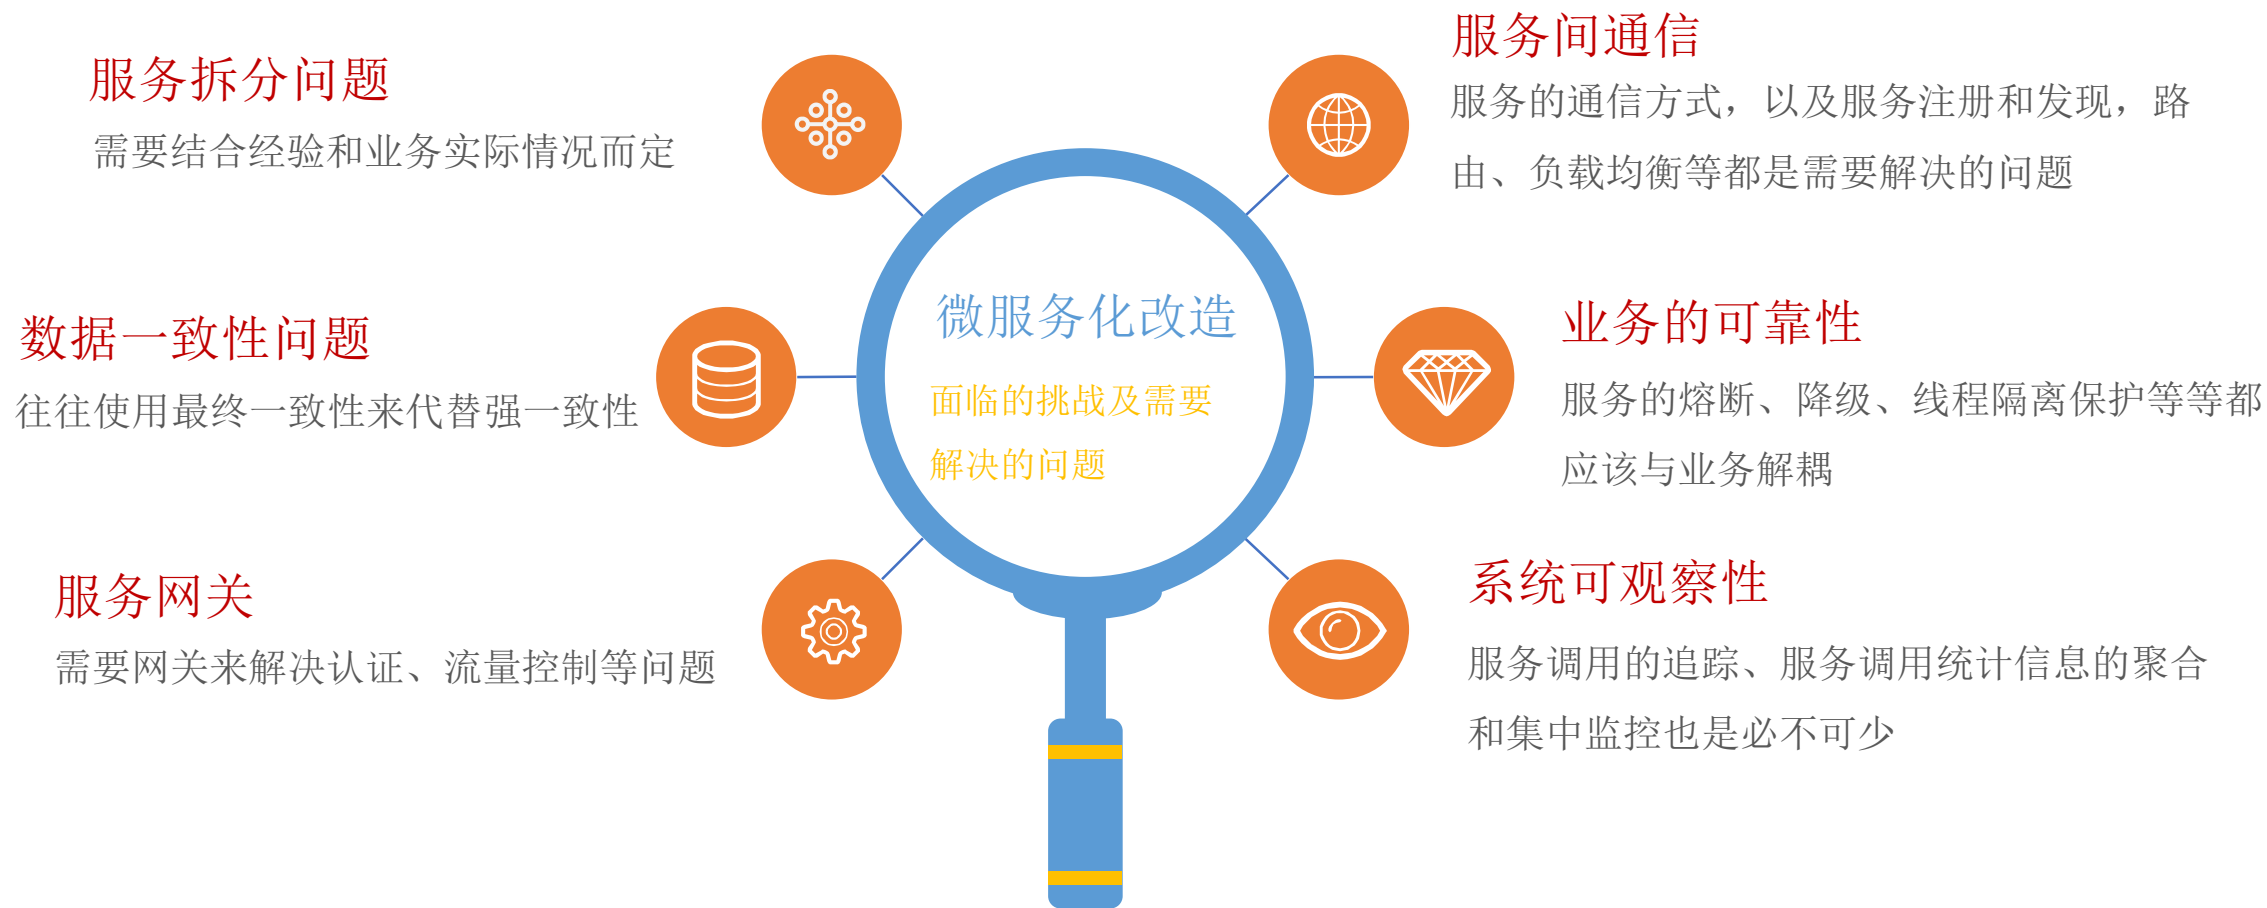 服务拆分问题
需要结合经验和业务实际情况而定
数据一致性问题
往往使用最终一致性来代替强一致性
服务网关
需要网关来解决认证、流量控制等问题
微服务化改造
面临的挑战及需要
解决的问题
服务间通信
服务的通信方式，以及服务注册和发现，路
由、负载均衡等都是需要解决的问题
业务的可靠性
服务的熔断、降级、线程隔离保护等等都
应该与业务解耦
系统可观察性
服务调用的追踪、服务调用统计信息的聚合
和集中监控也是必不可少